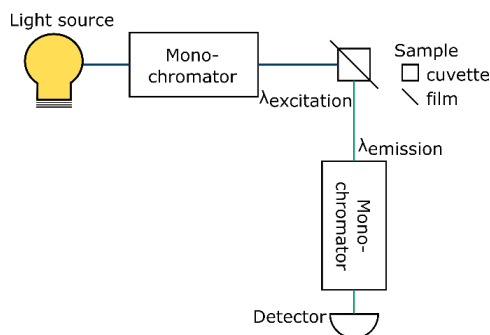 Light source
Mono-
chromator
λexcitation
Sample
cuvette
film
λemission
Mono-
chromator
Detector